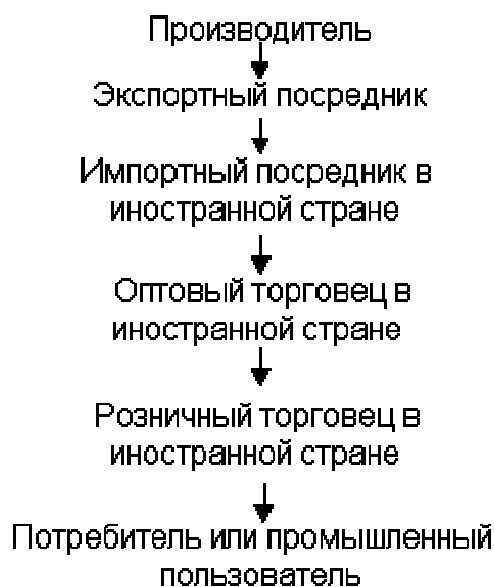 Производитель
Экспортный посредник
Импортный посредник в
иностранной стране
Оптовый торговец в
иностранной стране
Розничный торговец в
иностранной стране
Потребитель или промышленный
пользователь